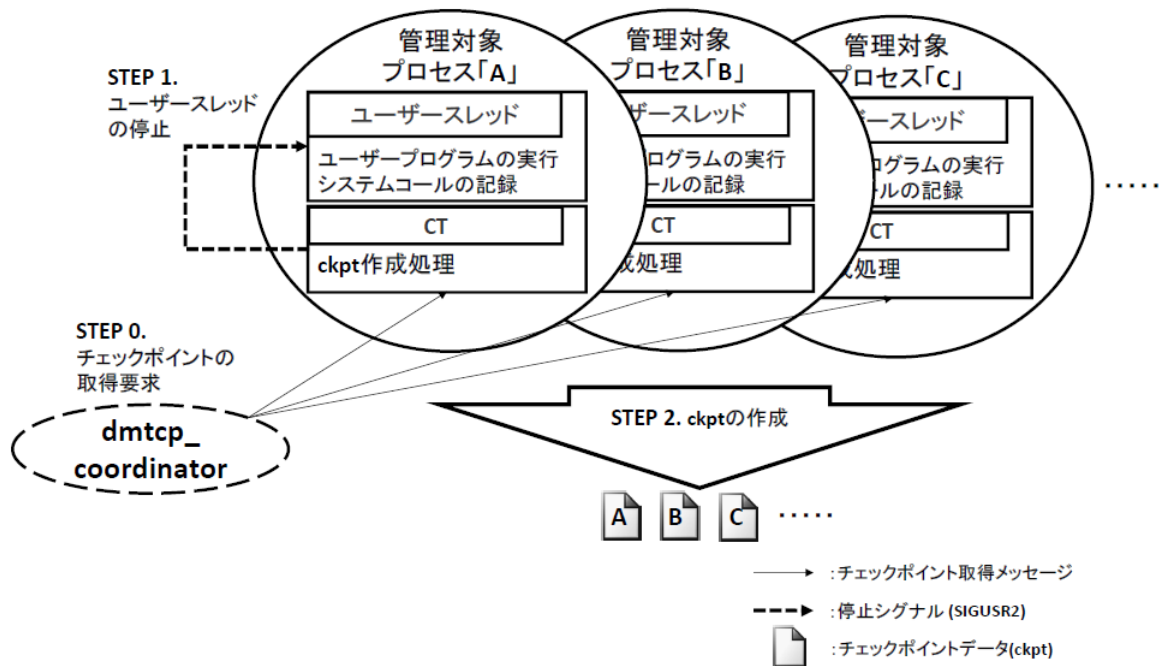 管理対象
プロセス「A」
管理対象
プロセス「B」
管理対象
プロセス「C」
STEP 1.
ユーザースレッド
の停止
ユーザースレッド
ユーザープログラムの実行
システムコールの記録
CT
ckpt作成処理
ザースレッド
ログラムの実行
ールの記録
CT
成処理
ースレッド
ログラムの実行
ルの記録
CT
処理
・・・・・
STEP 0.
チェックポイントの
取得要求
dmtcp_
coordinator
STEP 2. ckptの作成
A
B
C
・・・・・
:チェックポイント取得メッセージ
:停止シグナル (SIGUSR2)
:チェックポイントデータ(ckpt)